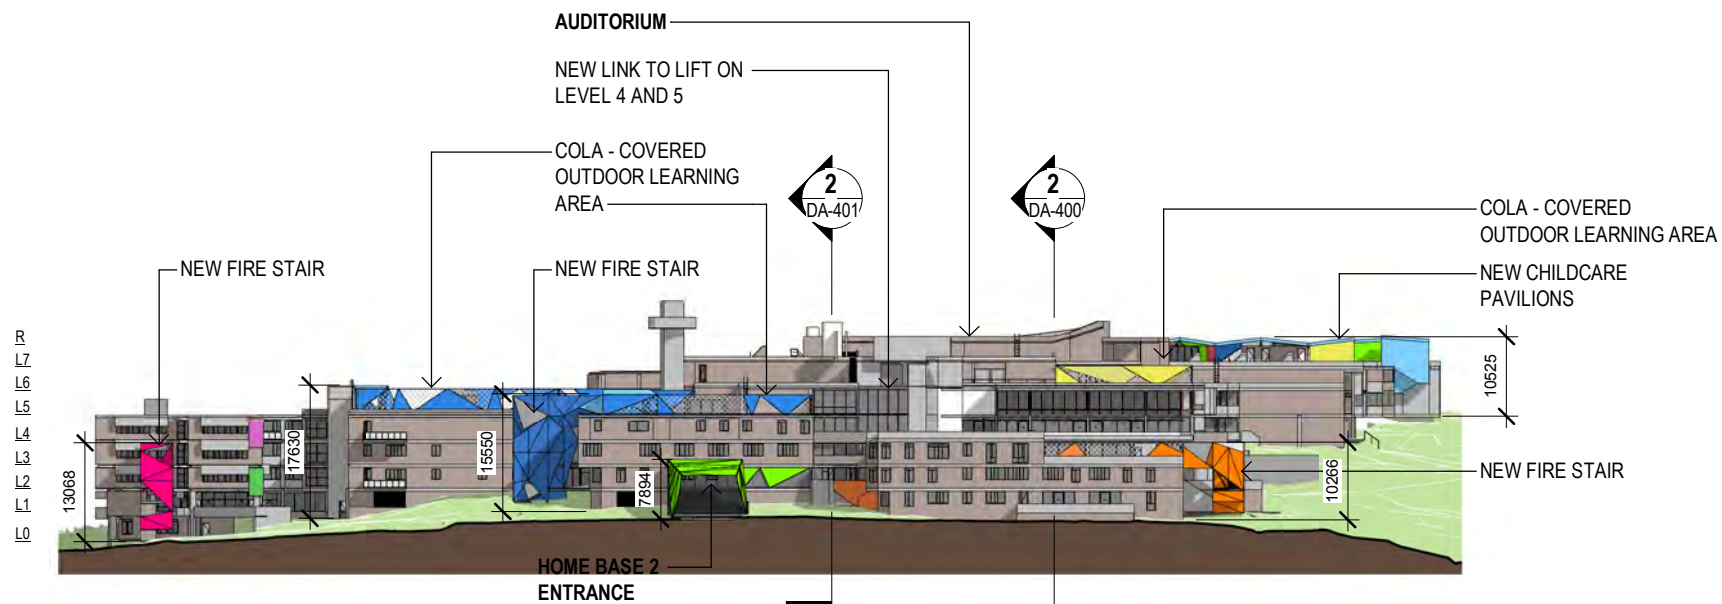 AUDITORIUM
NEW LINK TO LIFT ON
LEVEL 4 AND 5
COLA - COVERED
OUTDOOR LEARNING
AREA
2
DA-401
2
DA-400
COLA - COVERED
OUTDOOR LEARNING AREA
NEW FIRE STAIR
NEW FIRE STAIR
NEW CHILDCARE
PAVILIONS
R
L7
L6
L5
L4
L3
L2
L1
L0
13068
17630
15550
7894
10266
10525
NEW FIRE STAIR
HOME BASE 2
ENTRANCE